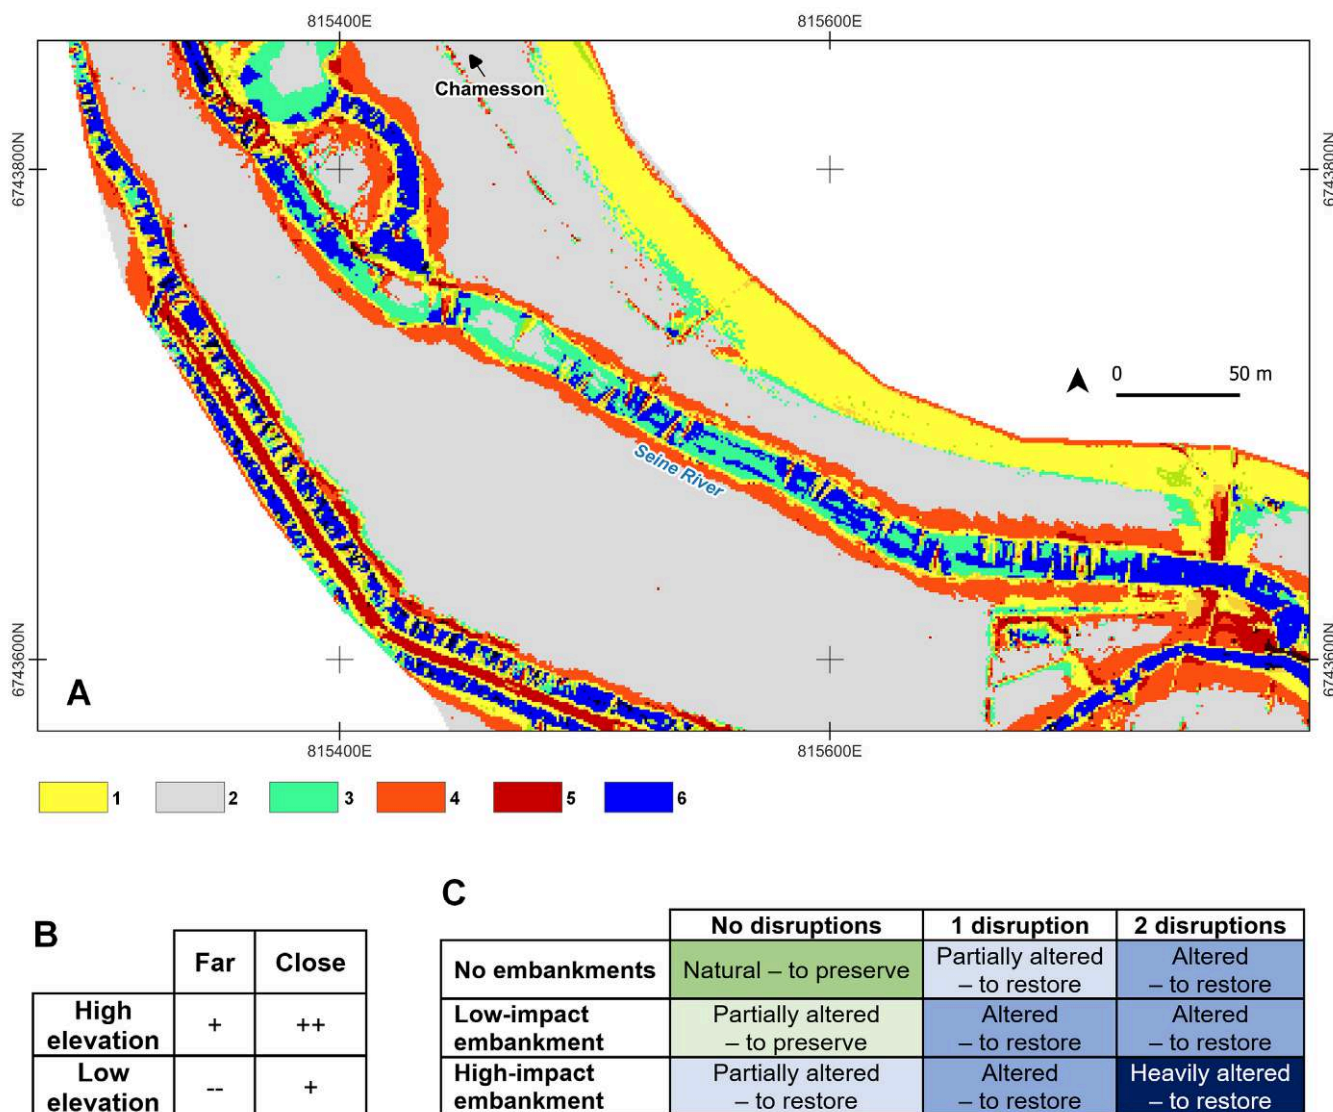 815400E
815600E
Chamesson
6743800N
6743800N
0
50 m
Seine River
6743600N
6743600N
A
815400E
815600E
1
2
3
4
5
6
C
B
No disruptions
1 disruption
2 disruptions
Far
Close
No embankments
Natural – to preserve
Partially altered
– to restore
Altered
– to restore
High
elevation
+
++
Low-impact
embankment
Partially altered
– to preserve
Altered
– to restore
Altered
– to restore
Low
elevation
--
+
High-impact
embankment
Partially altered
– to restore
Altered
– to restore
Heavily altered
– to restore